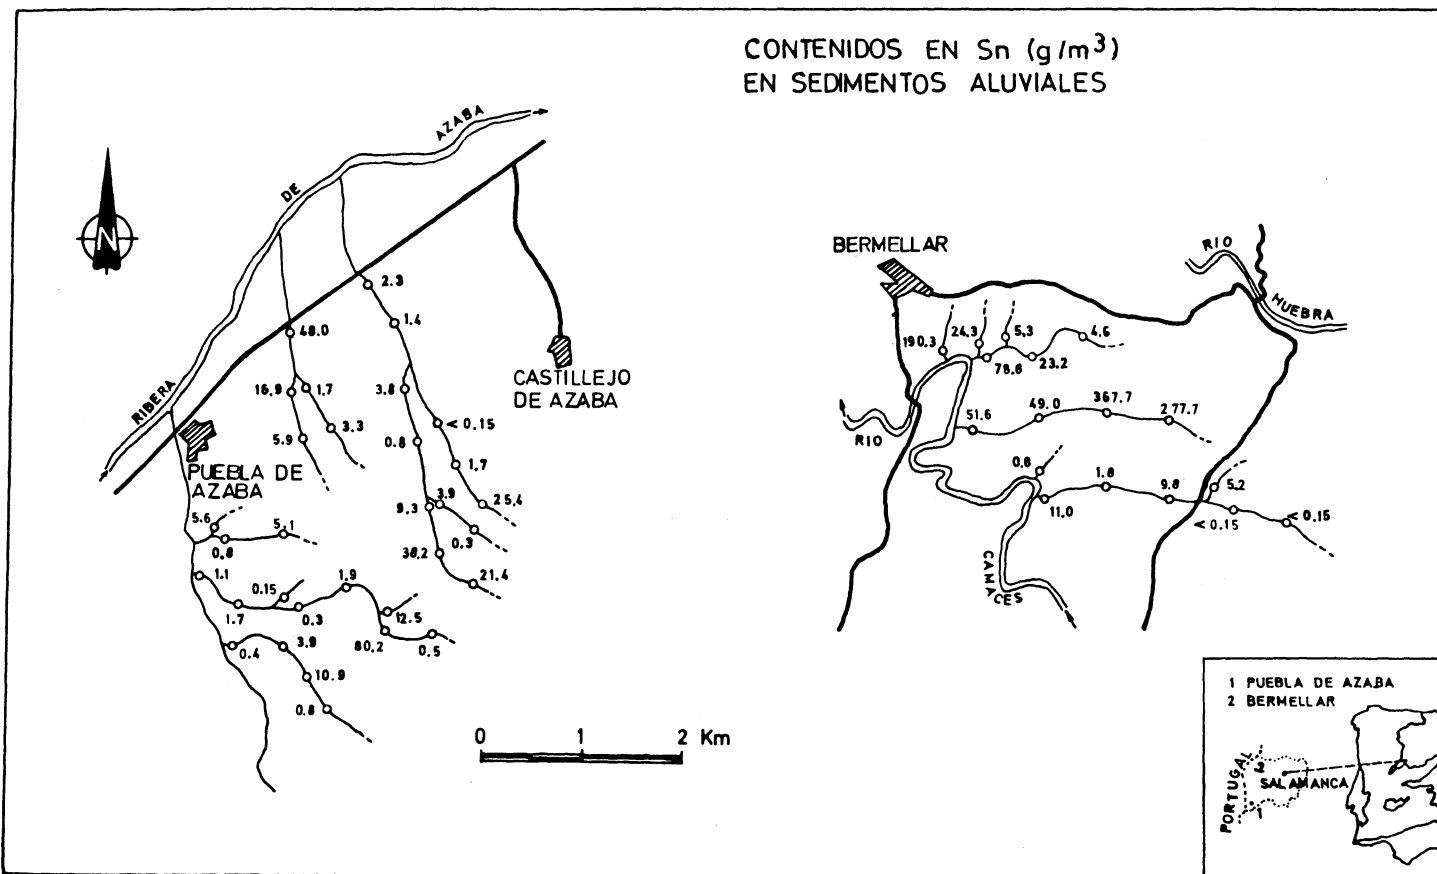 CONTENIDOS EN Sn (g/m³)
EN SEDIMENTOS ALUVIALES
RIBERA DE AZABA
N
2.3
1.4
48.0
16.9
1.7
3.8
3.3
5.9
< 0.15
0.8
1.7
3.9
25.4
9.3
0.3
38.2
21.4
CASTILLEJO
DE AZABA
PUEBLA DE
AZABA
5.6
5.1
0.8
1.1
0.15
1.9
1.7
0.3
12.5
80.2
0.5
0.4
3.9
10.9
0.8
0 1 2 Km
BERMELLAR
RIO
HUEBRA
190.3
24.3
5.3
4.6
78.6
23.2
RIO
51.6
49.0
367.7
277.7
0.8
1.8
9.8
5.2
11.0
< 0.15
< 0.15
CAMACES
1 PUEBLA DE AZABA
2 BERMELLAR
PORTUGAL
2
SALAMANCA
1